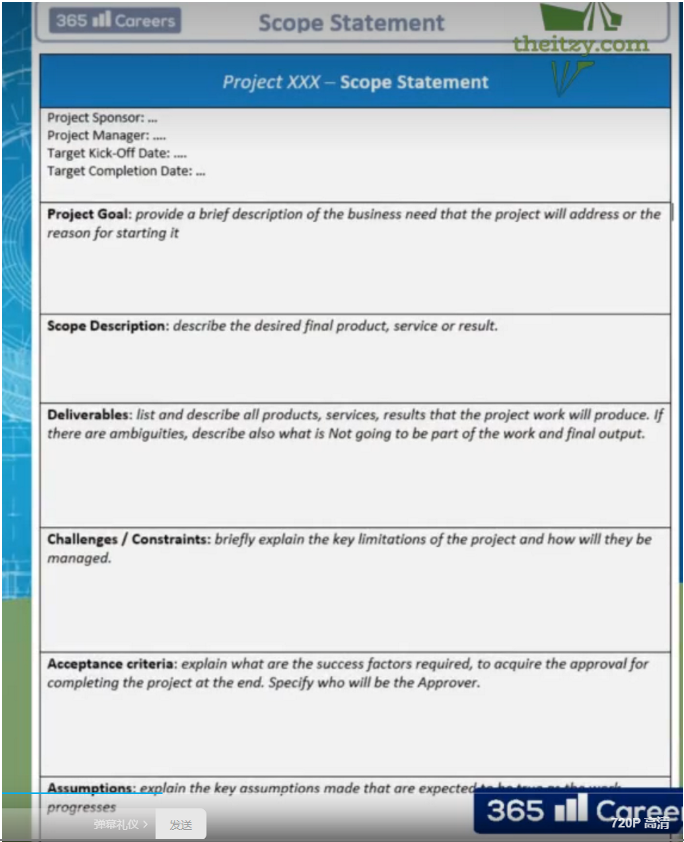 365 Careers
Scope Statement
theitzy.com
Project XXX – Scope Statement
Project Sponsor: ...
Project Manager: ....
Target Kick-Off Date: ....
Target Completion Date: ...
Project Goal: provide a brief description of the business need that the project will address or the
reason for starting it
Scope Description: describe the desired final product, service or result.
Deliverables: list and describe all products, services, results that the project work will produce. If
there are ambiguities, describe also what is Not going to be part of the work and final output.
Challenges / Constraints: briefly explain the key limitations of the project and how will they be
managed.
Acceptance criteria: explain what are the success factors required, to acquire the approval for
completing the project at the end. Specify who will be the Approver.
Assumptions: explain the key assumptions made that are expected to be true as the work
progresses
365 Career
弹幕礼仪 >
发送
720P 高清